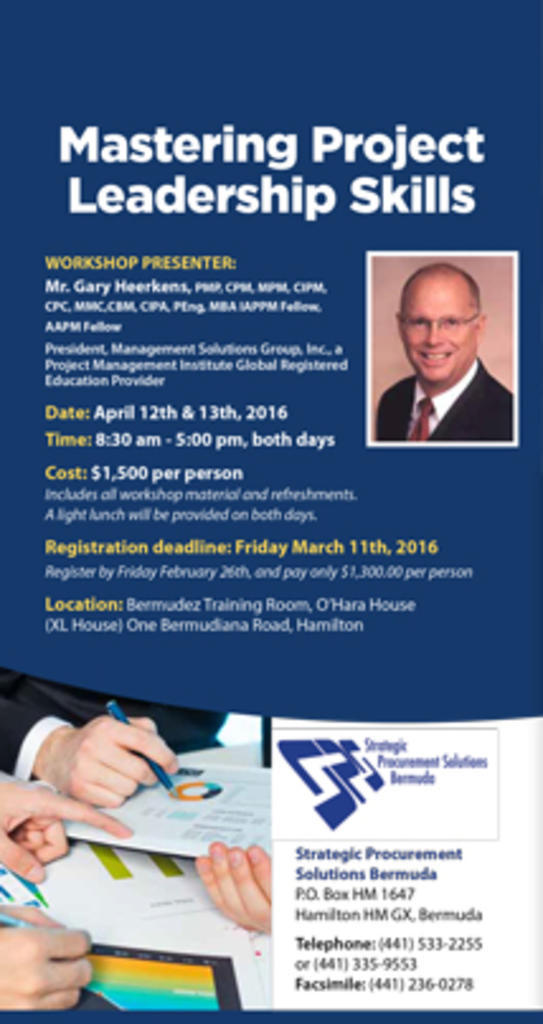 Mastering Project
Leadership Skills
WORKSHOP PRESENTER:
Mr. Gary Heerkens, PMP, CPM, MPM, CIPM,
CPC, MMC,CBM, CIPA, PEng, MBA IAPPM Fellow,
AAPM Fellow
President, Management Solutions Group, Inc., a
Project Management Institute Global Registered
Education Provider
Date: April 12th & 13th, 2016
Time: 8:30 am - 5:00 pm, both days
Cost: $1,500 per person
Includes all workshop material and refreshments.
A light lunch will be provided on both days.
Registration deadline: Friday March 11th, 2016
Register by Friday February 26th, and pay only $1,300.00 per person
Location: Bermudez Training Room, O'Hara House
(XL House) One Bermudiana Road, Hamilton
Strategic
Procurement Solutions
Bermuda
Strategic Procurement
Solutions Bermuda
P.O. Box HM 1647
Hamilton HM GX, Bermuda
Telephone: (441) 533-2255
or (441) 335-9553
Facsimile: (441) 236-0278